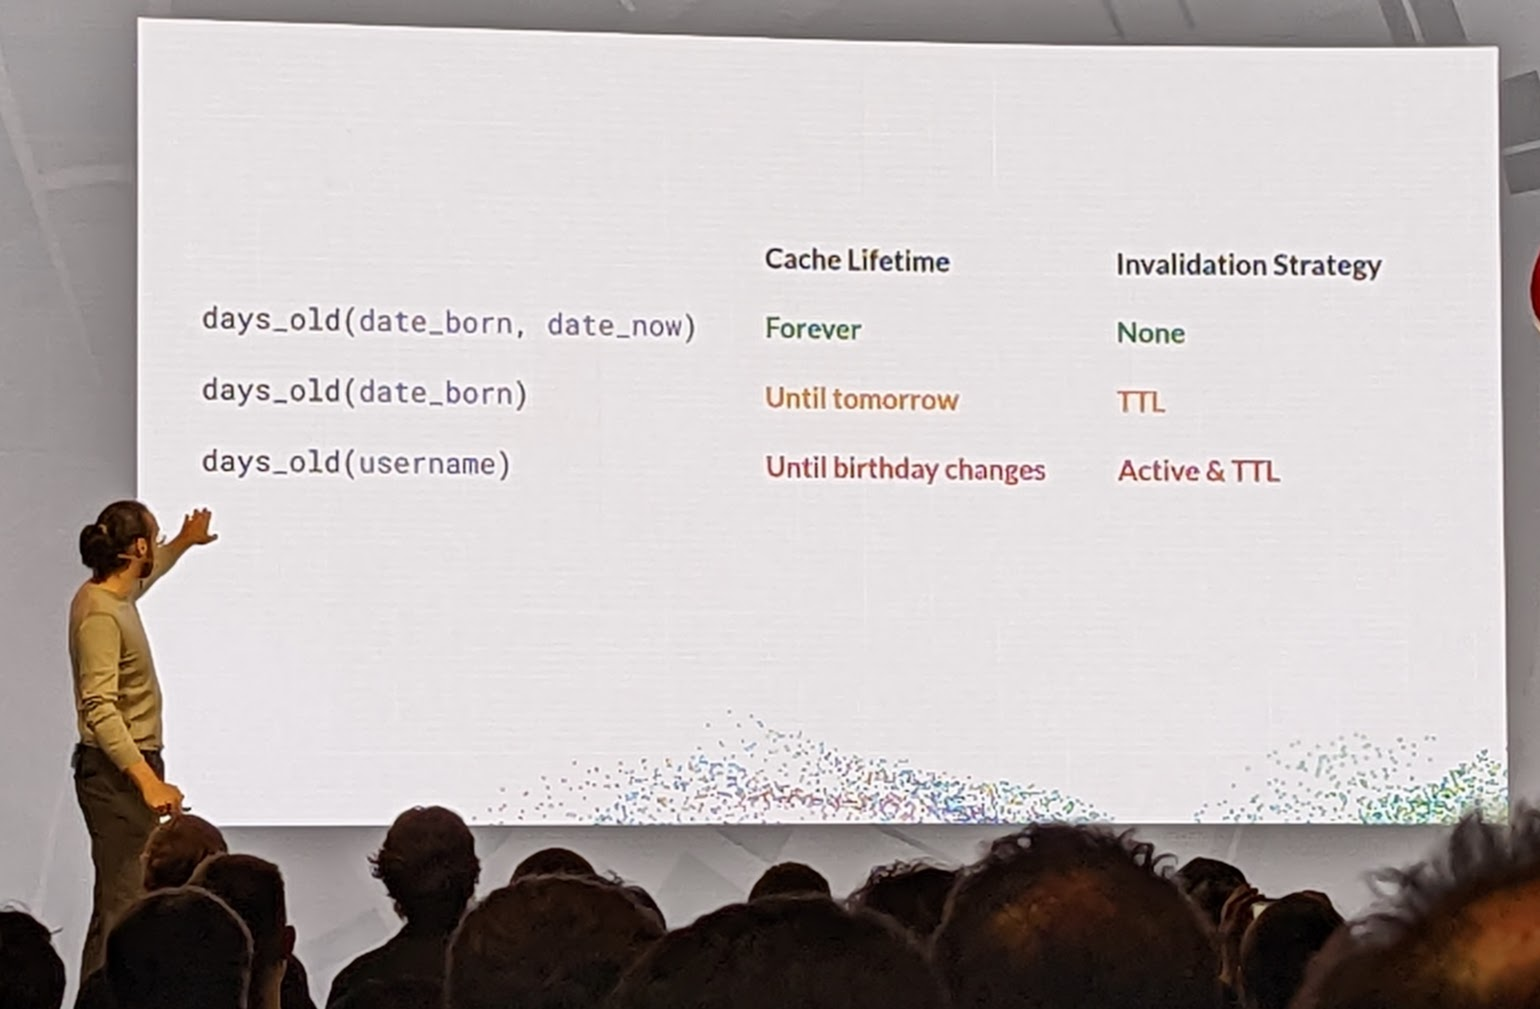 Cache Lifetime Invalidation Strategy
days_old(date_born, date_now) Forever None
days_old(date_born) Until tomorrow TTL
days_old(username) Until birthday changes Active & TTL